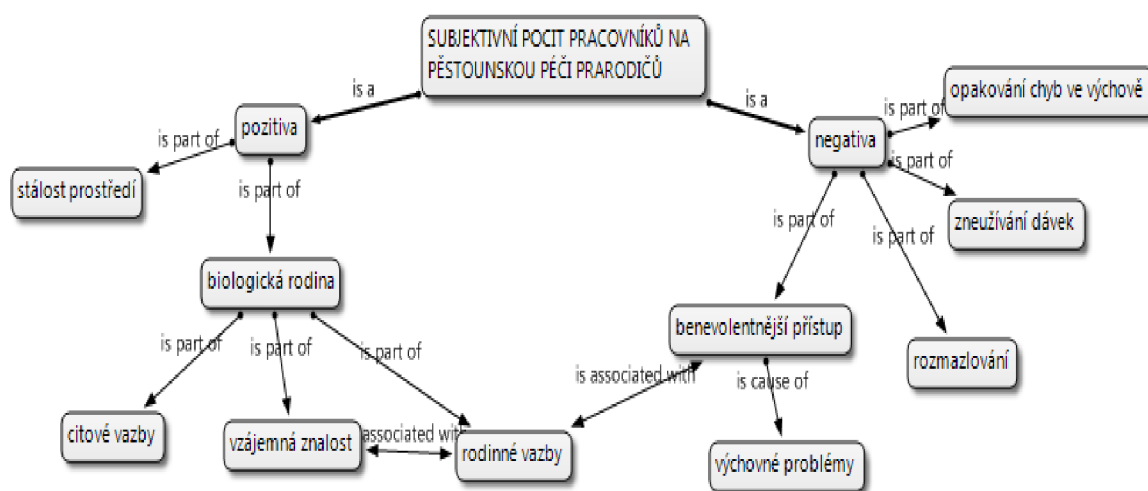 SUBJEKTIVNÍ POCIT PRACOVNÍKŮ NA
PĚSTOUNSKOU PÉČI PRARODIČŮ
is a
is a
opakování chyb ve výchově
is part of
pozitiva
negativa
is part of
is part of
stálost prostředí
is part of
zneužívání dávek
is part of
is part of
biologická rodina
benevolentnější přístup
is part of
is part of
is part of
rozmazlování
is associated with
is cause of
citové vazby
vzájemná znalost
associated with
rodinné vazby
výchovné problémy